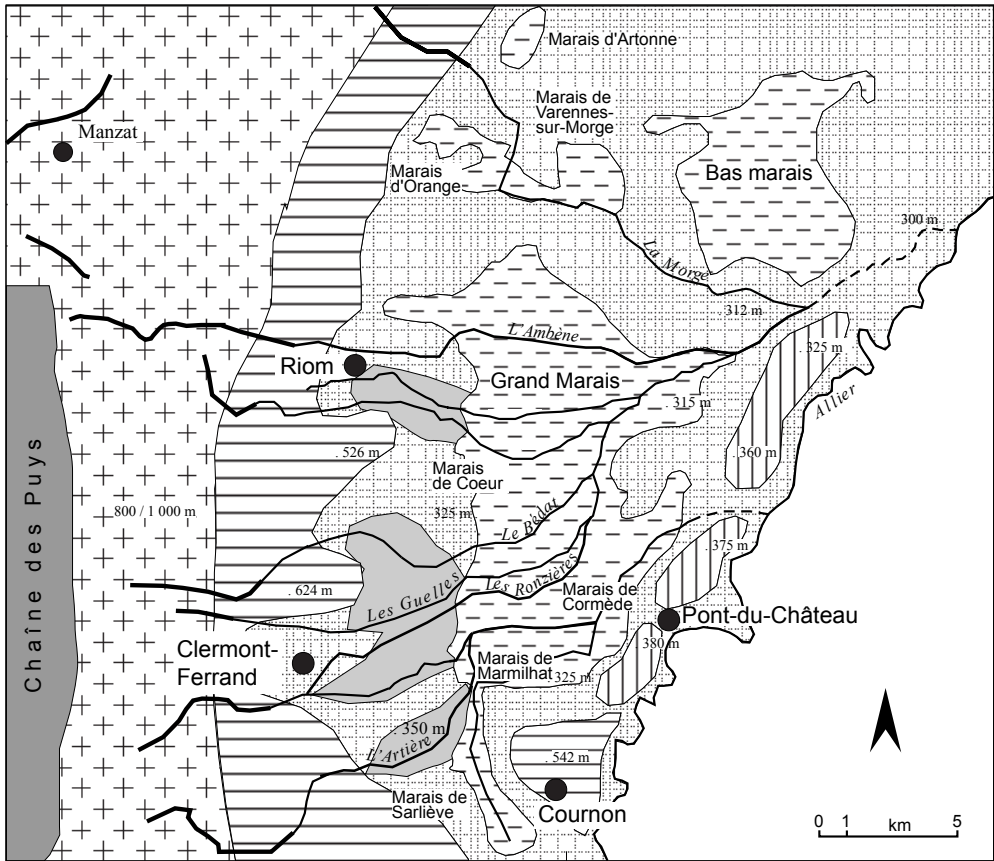 Marais d'Artonne
Marais de
Varennes-
sur-Morge
Manzat
Marais
d'Orange
Bas marais
300 m
La Morge
.312 m
L'Ambène
.325 m
Riom
Grand Marais
.315 m
Allier
.526 m
.360 m
Marais
de Coeur
Chaîne des Puys
800 / 1 000 m
325 m
Le Bédat
.375 m
.624 m
Les Guelles
Les Ronzières
Marais de
Cormède
Pont-du-Château
Clermont-
Ferrand
.380 m
Marais de
Marmilhat
.325 m
.350 m
L'Artière
.542 m
Marais de
Sarliève
Cournon
0 1 km 5